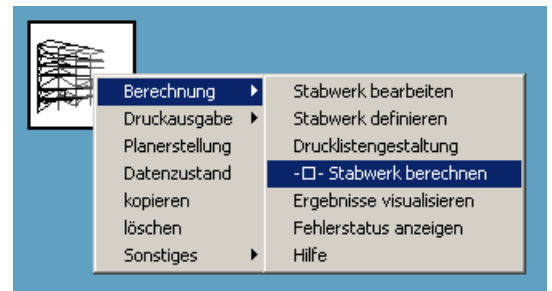 Berechnung
Druckausgabe
Planerstellung
Datenzustand
kopieren
löschen
Sonstiges
Stabwerk bearbeiten
Stabwerk definieren
Drucklistengestaltung
-□- Stabwerk berechnen
Ergebnisse visualisieren
Fehlerstatus anzeigen
Hilfe